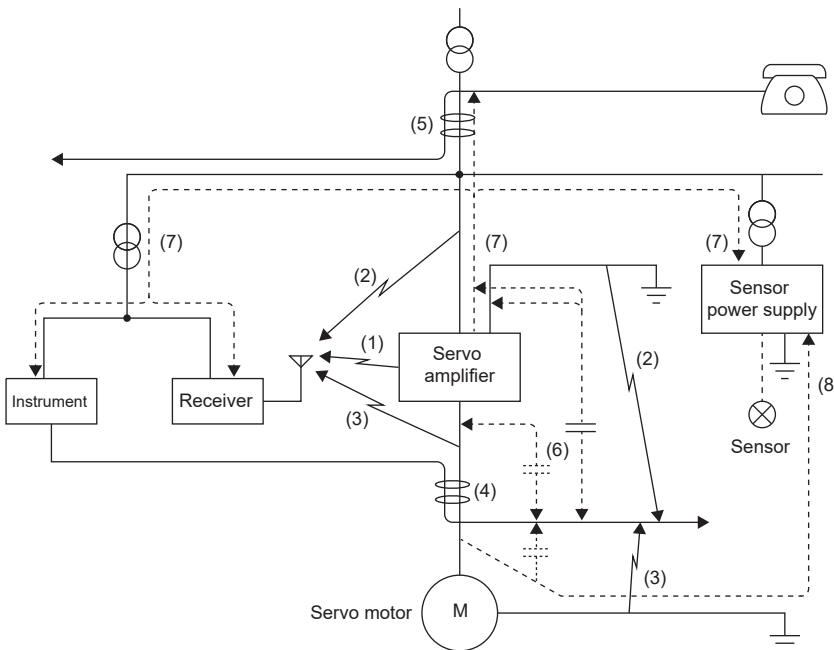 (5)
(7)
(7)
(7)
(2)
Sensor
power supply
(1)
Servo
amplifier
(2)
(8
Instrument
Receiver
(3)
(6)
Sensor
(4)
(3)
Servo motor
M